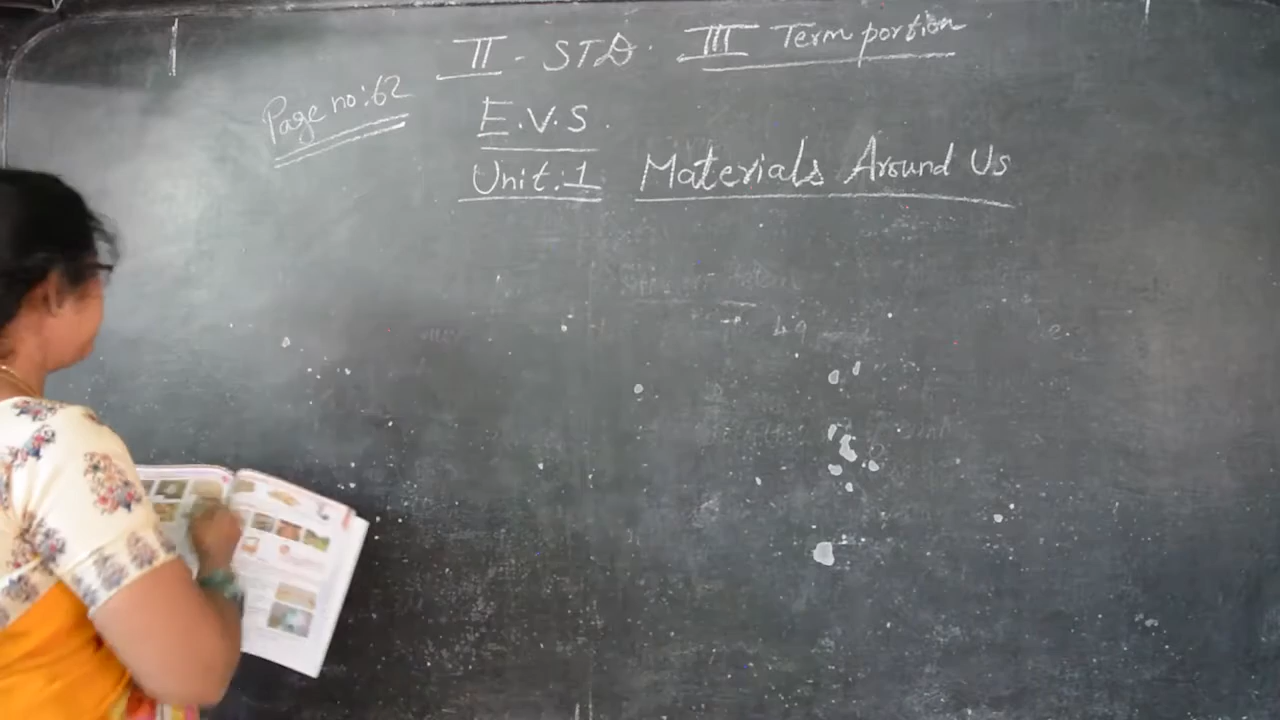 II - STD. III Term portion
Page no:62
E.V.S.
Unit.1 Materials Around Us